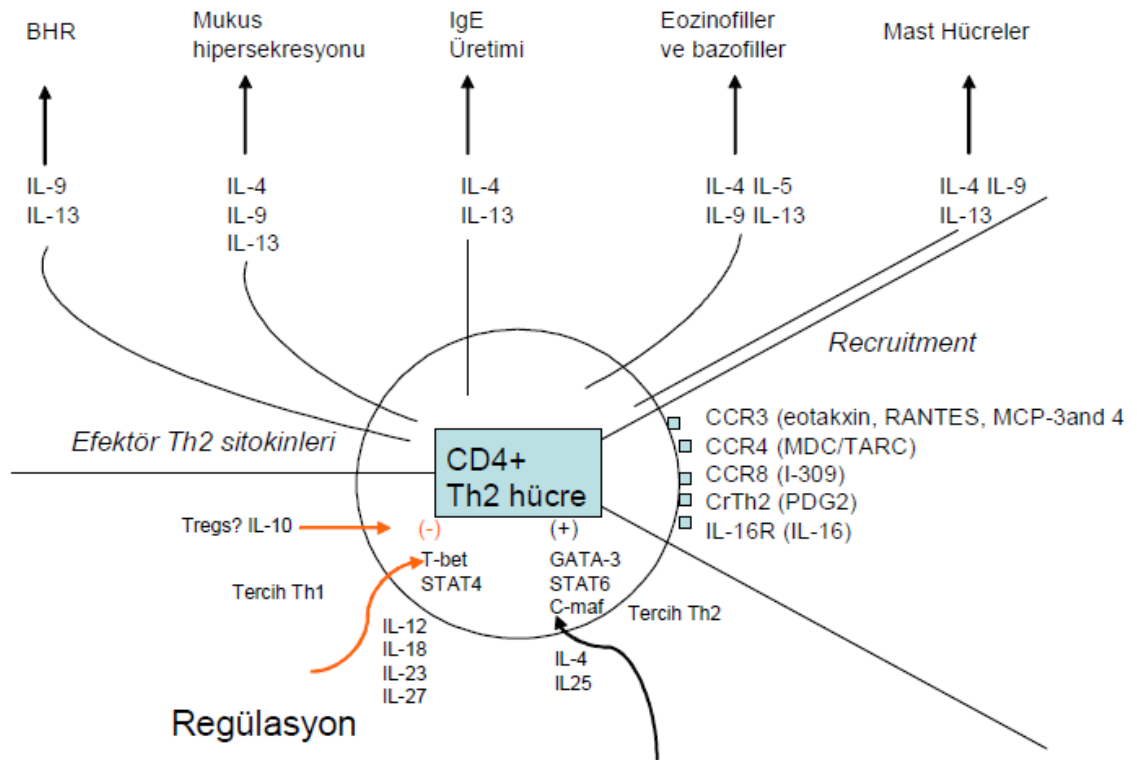 BHR
Mukus
hipersekresyonu
IgE
Üretimi
Eozinofiller
ve bazofiller
Mast Hücreler
IL-9
IL-13
IL-4
IL-9
IL-13
IL-4
IL-13
IL-4 IL-5
IL-9 IL-13
IL-4 IL-9
IL-13
Recruitment
Efektör Th2 sitokinleri
CD4+
Th2 hücre
CCR3 (eotakxin, RANTES, MCP-3and 4
CCR4 (MDC/TARC)
CCR8 (I-309)
CrTh2 (PDG2)
IL-16R (IL-16)
Tregs? IL-10
(-)
T-bet
STAT4
(+)
GATA-3
STAT6
C-maf
Tercih Th1
Tercih Th2
IL-12
IL-18
IL-23
IL-27
IL-4
IL25
Regülasyon